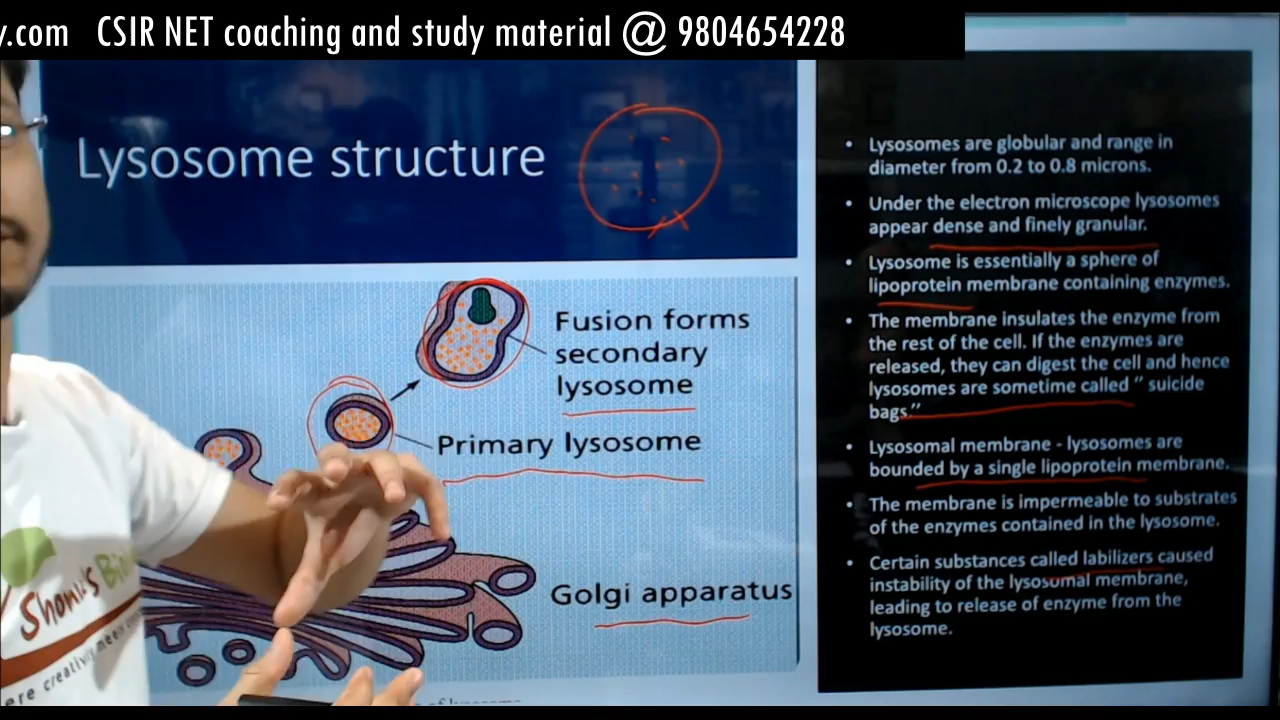 y.com CSIR NET coaching and study material @ 9804654228
Lysosome structure
Fusion forms
secondary
lysosome
Primary lysosome
Golgi apparatus
• Lysosomes are globular and range in
diameter from 0.2 to 0.8 microns.
• Under the electron microscope lysosomes
appear dense and finely granular.
• Lysosome is essentially a sphere of
lipoprotein membrane containing enzymes.
• The membrane insulates the enzyme from
the rest of the cell. If the enzymes are
released, they can digest the cell and hence
lysosomes are sometime called “ suicide
bags.”
• Lysosomal membrane - lysosomes are
bounded by a single lipoprotein membrane.
• The membrane is impermeable to substrates
of the enzymes contained in the lysosome.
• Certain substances called labilizers caused
instability of the lysosomal membrane,
leading to release of enzyme from the
lysosome.
Shomu's Bio
ere creativity meets